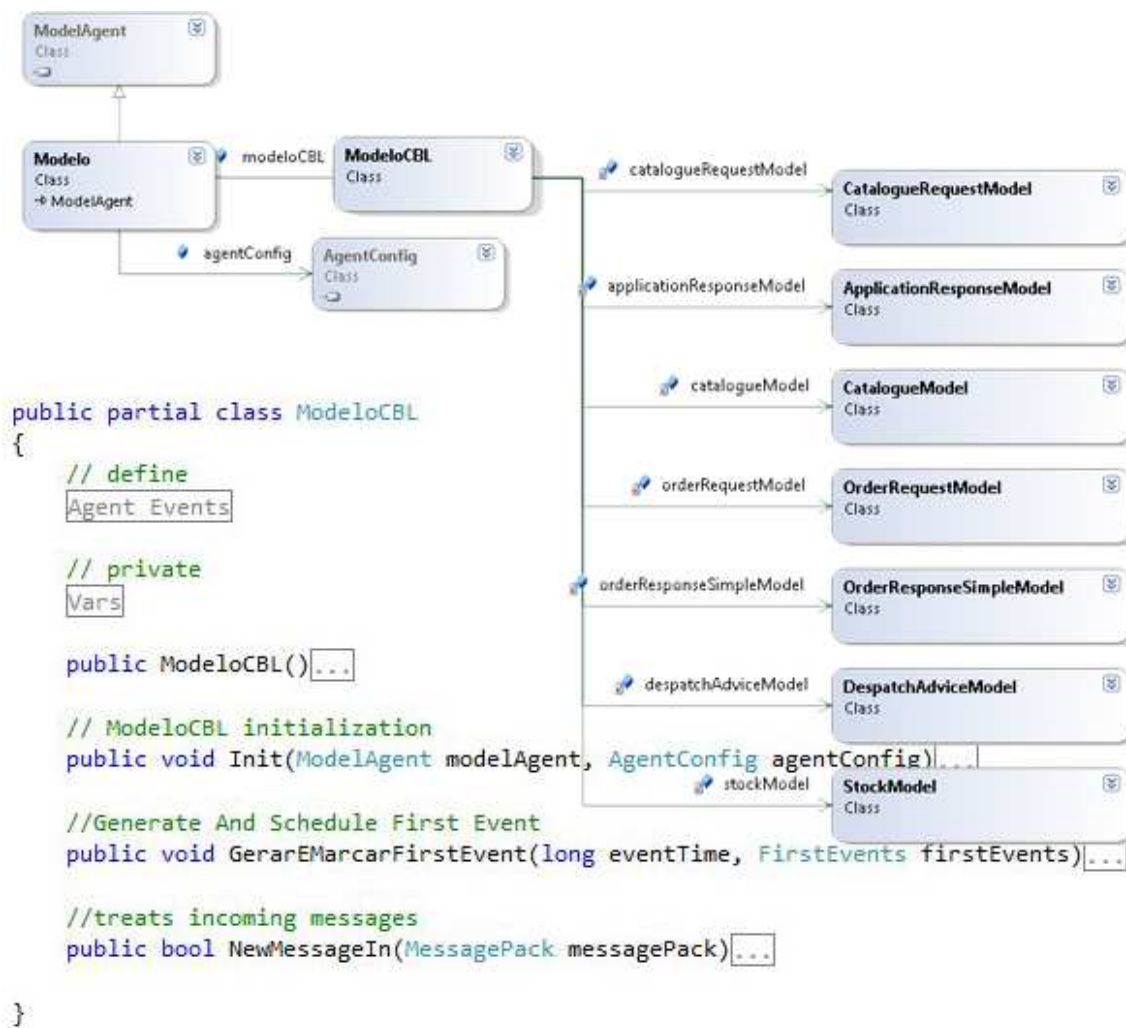 ModelAgent
Class
Modelo
Class
ModelAgent
modeloCBL
ModeloCBL
Class
agentConfig
AgentConfig
Class
catalogueRequestModel
CatalogueRequestModel
Class
applicationResponseModel
ApplicationResponseModel
Class
catalogueModel
CatalogueModel
Class
orderRequestModel
OrderRequestModel
Class
orderResponseSimpleModel
OrderResponseSimpleModel
Class
despatchAdviceModel
DespatchAdviceModel
Class
stockModel
StockModel
Class
public partial class ModeloCBL
{
// define
Agent Events
// private
Vars
public ModeloCBL()...
// ModeloCBL initialization
public void Init(ModelAgent modelAgent, AgentConfig agentConfig)...
//Generate And Schedule First Event
public void GerarEMarcarFirstEvent(long eventTime, FirstEvents firstEvents)...
//treats incoming messages
public bool NewMessageIn(MessagePack messagePack)...
}